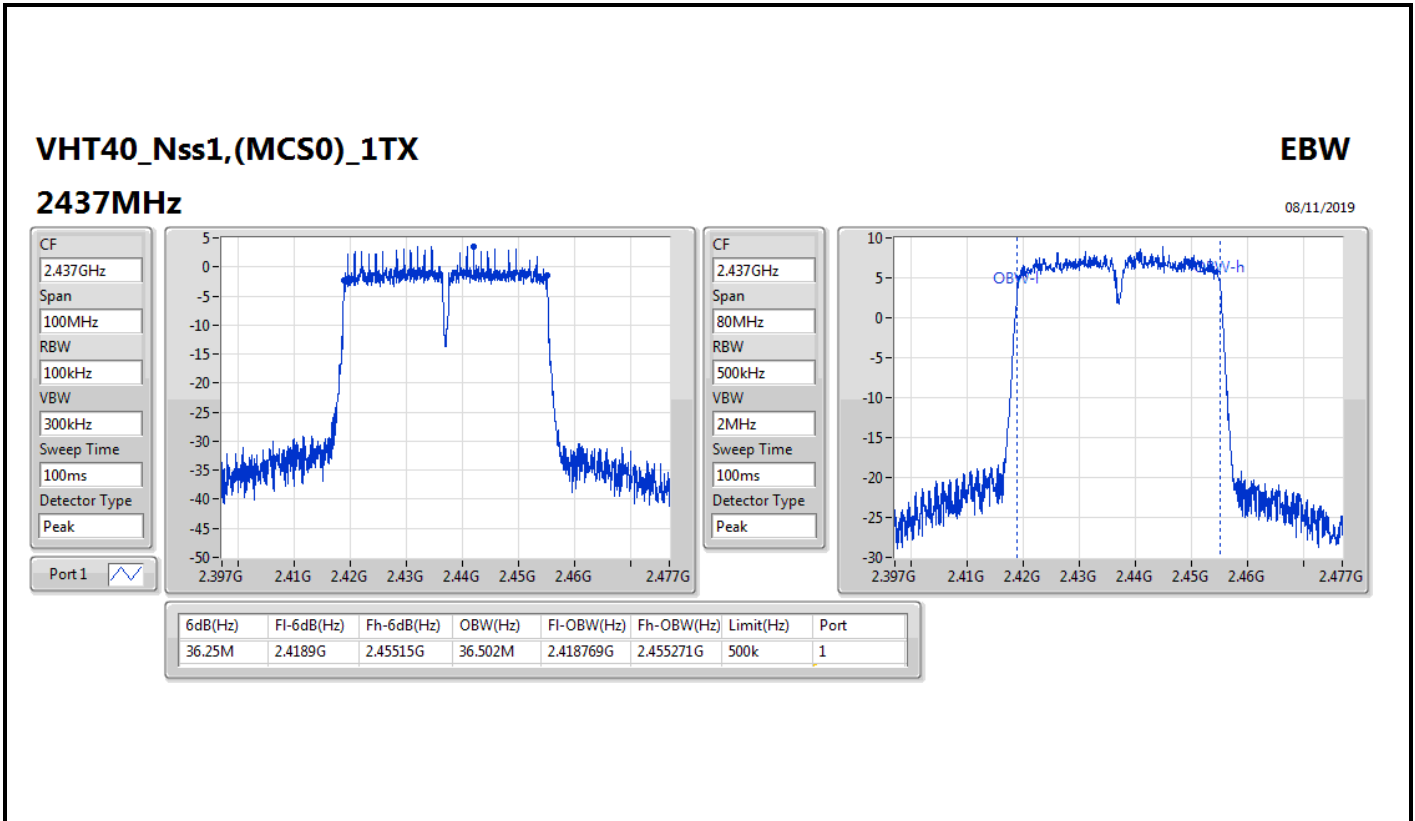 VHT40_Nss1,(MCS0)_1TX
EBW
2437MHz
08/11/2019
CF
2.437GHz
Span
100MHz
RBW
100kHz
VBW
300kHz
Sweep Time
100ms
Detector Type
Peak
Port 1
5
0
-5
-10
-15
-20
-25
-30
-35
-40
-45
-50
2.397G 2.41G 2.42G 2.43G 2.44G 2.45G 2.46G 2.477G
CF
2.437GHz
Span
80MHz
RBW
500kHz
VBW
2MHz
Sweep Time
100ms
Detector Type
Peak
10
5
0
-5
-10
-15
-20
-25
-30
OBW-l
OBW-h
2.397G 2.41G 2.42G 2.43G 2.44G 2.45G 2.46G 2.477G
6dB(Hz) Fl-6dB(Hz) Fh-6dB(Hz) OBW(Hz) Fl-OBW(Hz) Fh-OBW(Hz) Limit(Hz) Port
36.25M 2.4189G 2.45515G 36.502M 2.418769G 2.455271G 500k 1